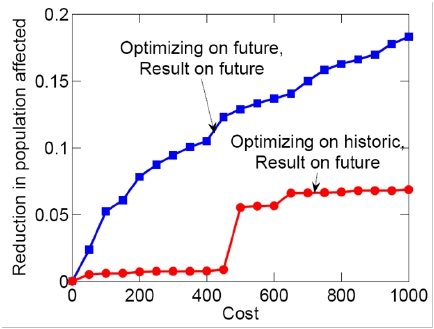 0.2
0.15
0.1
0.05
0
0
200
400
600
800
1000
Reduction in population affected
Cost
Optimizing on future,
Result on future
Optimizing on historic,
Result on future